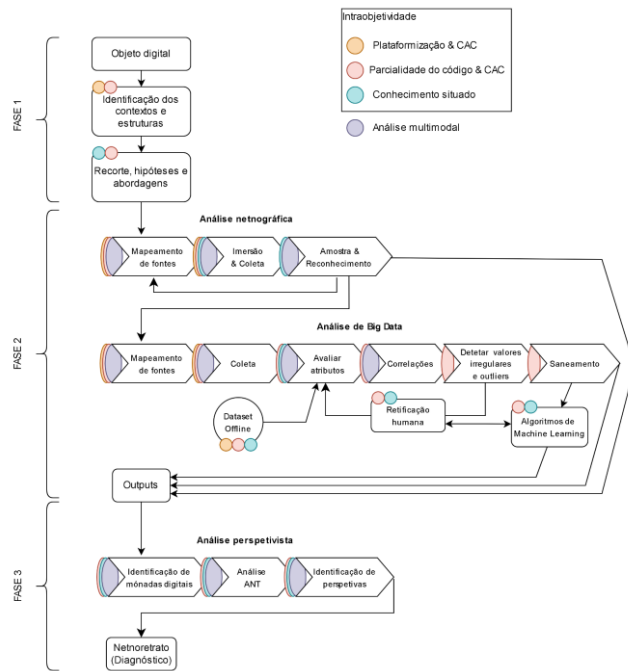 Intraobjetividade
Plataformização & CAC
Parcialidade do código & CAC
Conhecimento situado
Análise multimodal
FASE 1
Objeto digital
Identificação dos
contextos e
estruturas
Recorte, hipóteses e
abordagens
FASE 2
Análise netnográfica
Mapeamento
de fontes
Imersão
& Coleta
Amostra &
Reconhecimento
Análise de Big Data
Mapeamento
de fontes
Coleta
Avaliar
atributos
Correlações
Detetar valores
irregulares
e outliers
Saneamento
Dataset
Offline
Retificação
humana
Algoritmos de
Machine Learning
Outputs
FASE 3
Análise perspetivista
Identificação de
mónadas digitais
Análise
ANT
Identificação de
perspetivas
Netnoretrato
(Diagnóstico)